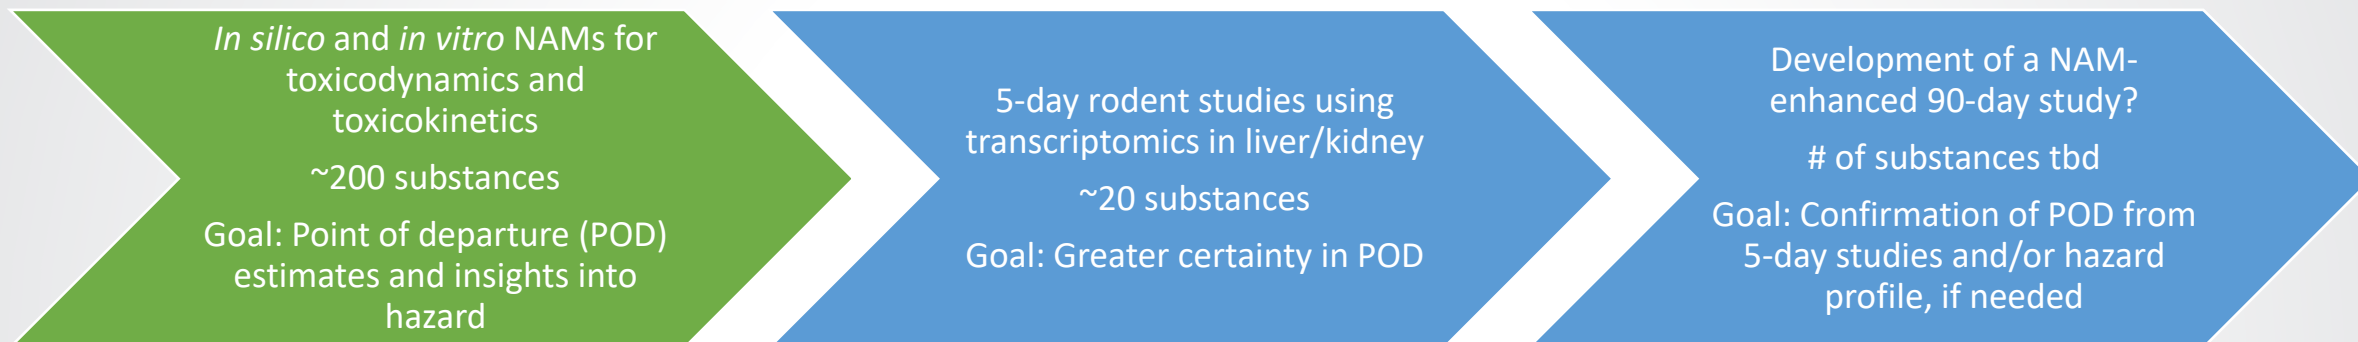 In silico and in vitro NAMs for
toxicodynamics and
toxicokinetics
~200 substances
Goal: Point of departure (POD)
estimates and insights into
hazard
5-day rodent studies using
transcriptomics in liver/kidney
~20 substances
Goal: Greater certainty in POD
Development of a NAM-
enhanced 90-day study?
# of substances tbd
Goal: Confirmation of POD from
5-day studies and/or hazard
profile, if needed